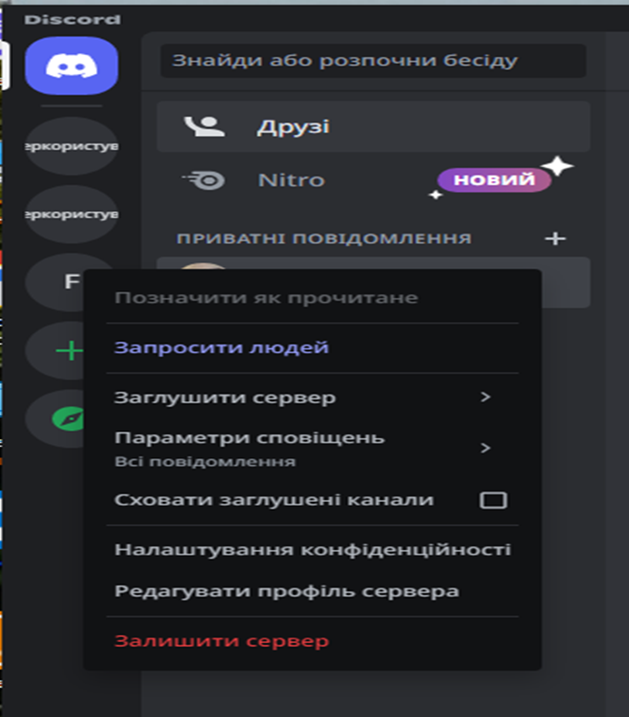 Discord
Знайди або розпочни бесіду
Друзі
Nitro
НОВИЙ
ПРИВАТНІ ПОВІДОМЛЕННЯ
еркористув
еркористув
F
Позначити як прочитане
Запросити людей
Заглушити сервер
Параметри сповіщень
Всі повідомлення
Сховати заглушені канали
Налаштування конфіденційності
Редагувати профіль сервера
Залишити сервер